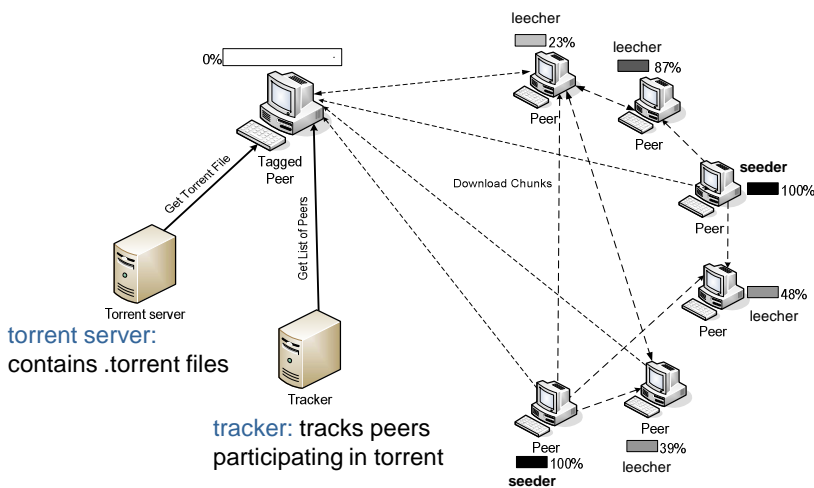 leecher
23%
leecher
87%
0%
Peer
Peer
Tagged
Peer
seeder
100%
Download Chunks
Get Torrent File
Get List of Peers
Peer
48%
leecher
Peer
Torrent server
torrent server:
contains .torrent files
Tracker
tracker: tracks peers
participating in torrent
Peer
100%
seeder
Peer
39%
leecher